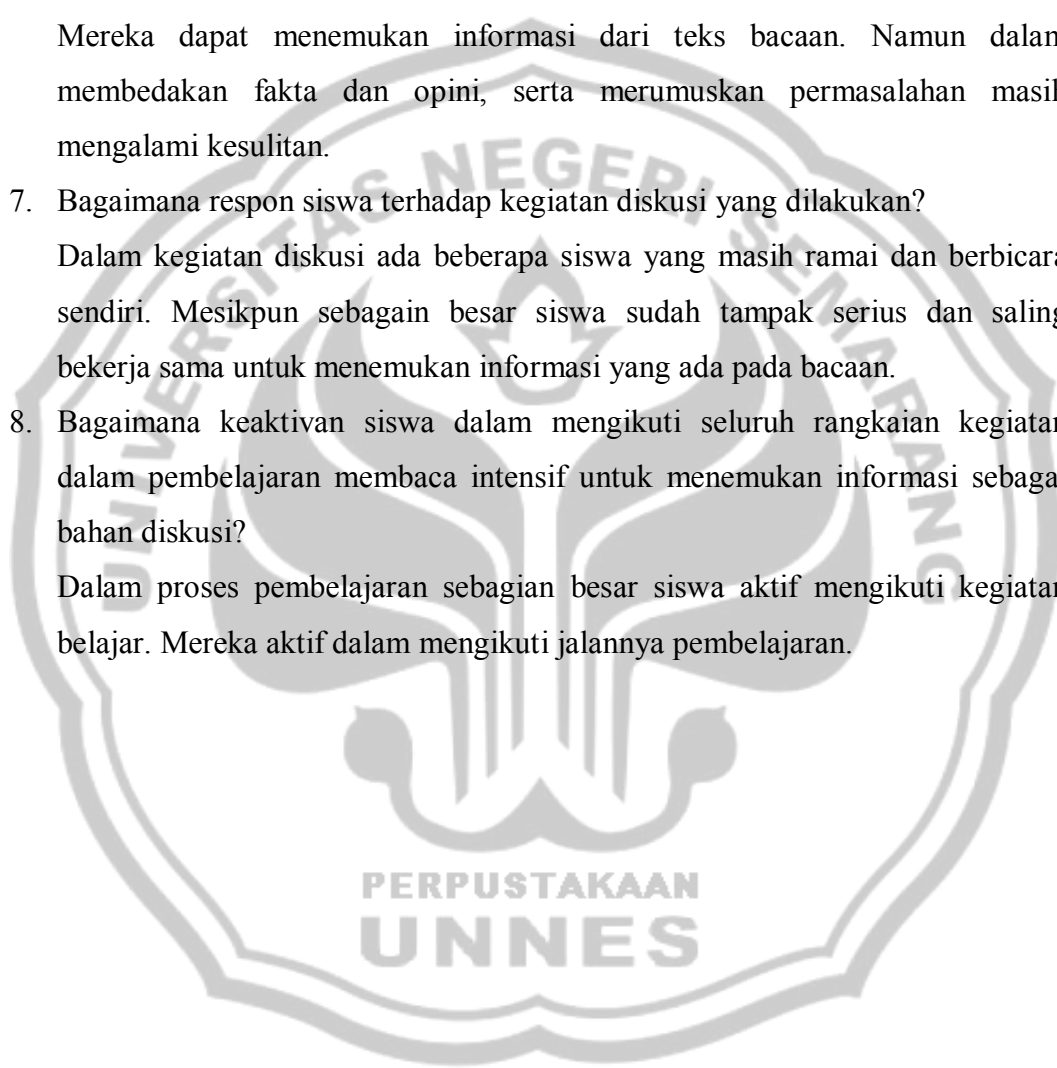 Mereka dapat menemukan informasi dari teks bacaan. Namun dalam
membedakan fakta dan opini, serta merumuskan permasalahan masih
mengalami kesulitan.
7. Bagaimana respon siswa terhadap kegiatan diskusi yang dilakukan?
Dalam kegiatan diskusi ada beberapa siswa yang masih ramai dan berbicara
sendiri. Mesikpun sebagain besar siswa sudah tampak serius dan saling
bekerja sama untuk menemukan informasi yang ada pada bacaan.
8. Bagaimana keaktivan siswa dalam mengikuti seluruh rangkaian kegiatan
dalam pembelajaran membaca intensif untuk menemukan informasi sebagai
bahan diskusi?
Dalam proses pembelajaran sebagian besar siswa aktif mengikuti kegiatan
belajar. Mereka aktif dalam mengikuti jalannya pembelajaran.
UNIVERSITAS NEGERI SEMARANG
PERPUSTAKAAN
UNNES